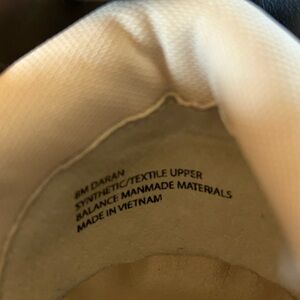 BM DARAN
SYNTHETIC/TEXTILE UPPER
BALANCE MANMADE MATERIALS
MADE IN VIETNAM